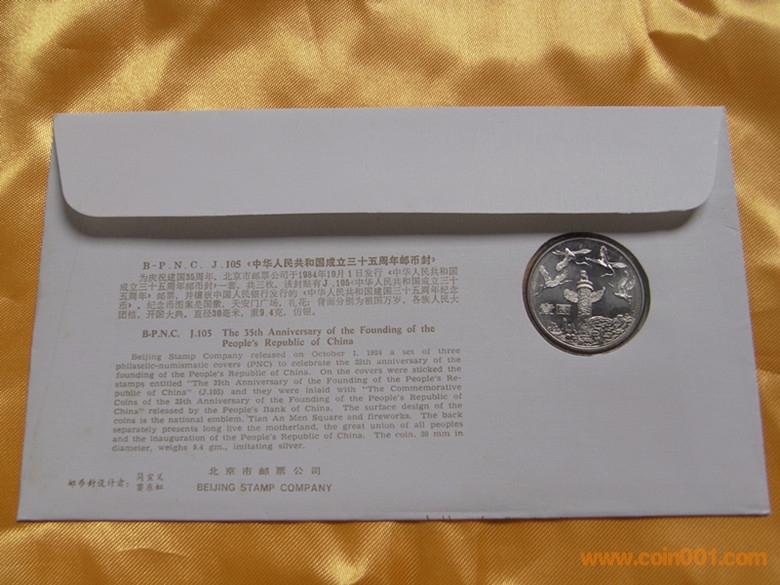 B-P.N.C. J.105《中华人民共和国成立三十五周年邮币封》
为庆祝建国35周年，北京市邮票公司于1984年10月1日发行《中华人民共和国
成立三十五周年邮币封》一套，共三枚。该封贴有J.105《中华人民共和国成立三十
五周年》邮票，并镶嵌中国人民银行发行的《中华人民共和国建国三十五周年纪念
币》。纪念币图案是国徽、天安门广场、礼花；背面分别为祖国万岁、各族人民大
团结、开国大典。直径30毫米，重9.4克，仿银。
B-P.N.C. J.105 The 35th Anniversary of the Founding of the
People's Republic of China
Beijing Stamp Company released on October 1, 1984 a set of three
philatelic-numismatic covers (PNC) to celebrate the 35th anniversary of the
founding of People's Republic of China. On the covers were sticked the
stamps entitled "The 35th Anniversary of the Founding of the People's Re-
public of China" (J.105) and they were inlaid with "The Commemorative
Coins of the 35th Anniversary of the Founding of the People's Republic of
China" released by the People's Bank of China. The surface design of the
coins is the national emblem, Tian An Men Square and fireworks. The back
separately presents long live the motherland, the great union of all peoples
and the inauguration of the People's Republic of China. The coin, 30 mm in
diameter, weighs 9.4 gm., imitating silver.
邮币封设计者：
北京市邮票公司
BEIJING STAMP COMPANY
壹圆
www.coin001.com